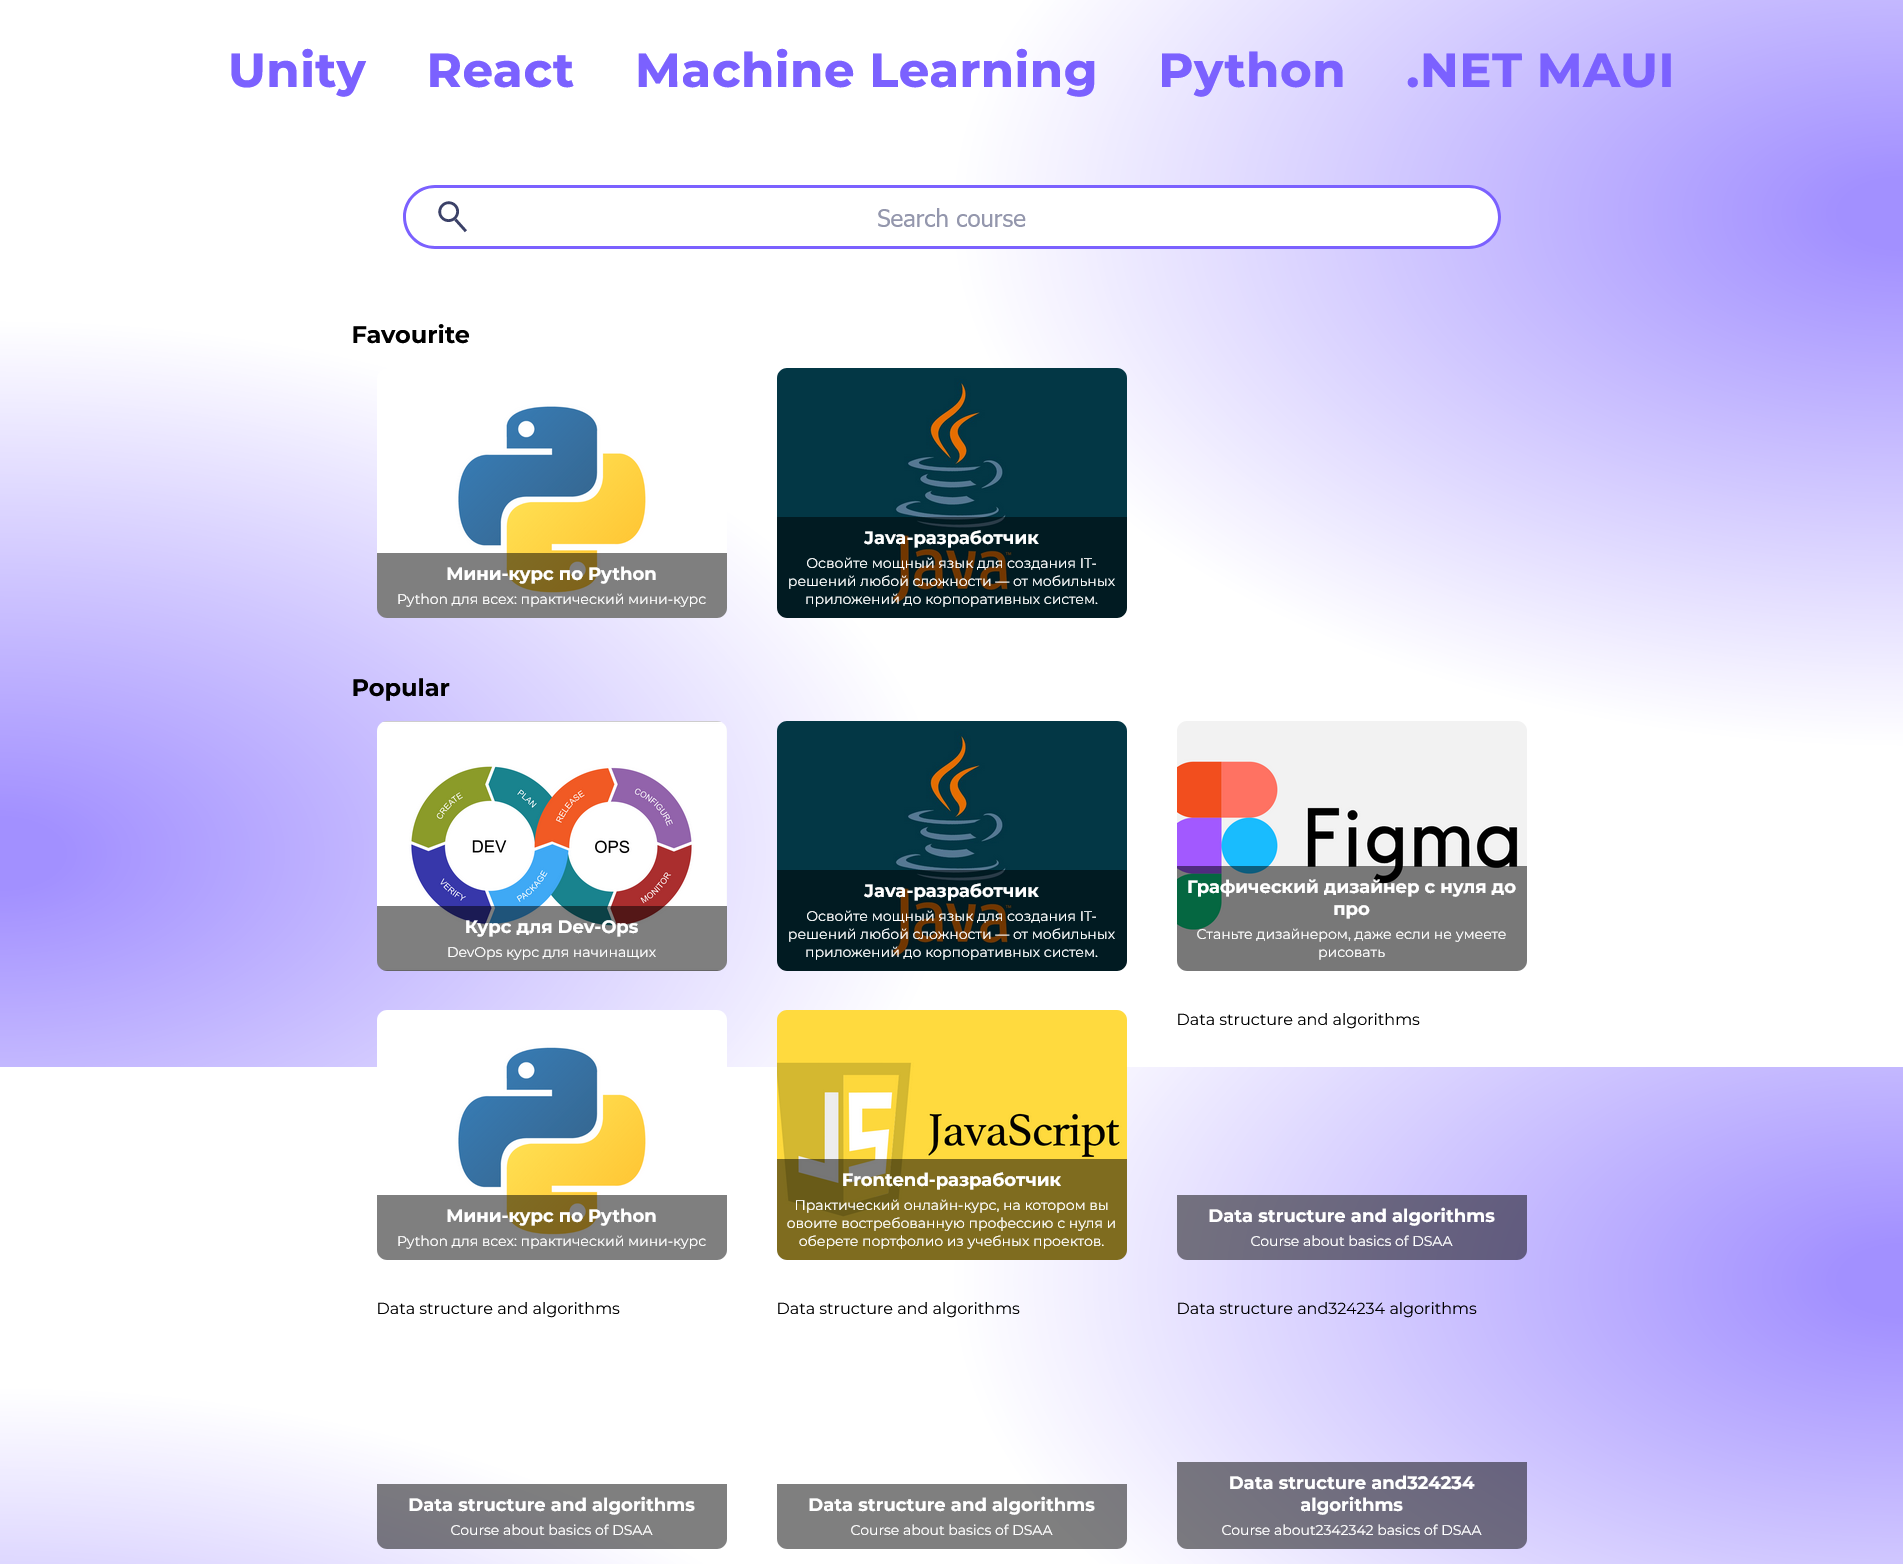 Unity React Machine Learning Python .NET MAUI
Search course
Favourite
Мини-курс по Python
Python для всех: практический мини-курс
Java
Java-разработчик
Освойте мощный язык для создания IT-
решений любой сложности — от мобильных
приложений до корпоративных систем.
Popular
CREATE
PLAN
RELEASE
CONFIGURE
DEV
OPS
VERIFY
PACKAGE
MONITOR
Курс для Dev-Ops
DevOps курс для начинащих
Java
Java-разработчик
Освойте мощный язык для создания IT-
решений любой сложности — от мобильных
приложений до корпоративных систем.
Figma
Графический дизайнер с нуля до
про
Станьте дизайнером, даже если не умеете
рисовать
Мини-курс по Python
Python для всех: практический мини-курс
JS
JavaScript
Frontend-разработчик
Практический онлайн-курс, на котором вы
овоите востребованную профессию с нуля и
оберете портфолио из учебных проектов.
Data structure and algorithms
Data structure and algorithms
Course about basics of DSAA
Data structure and algorithms
Data structure and algorithms
Course about basics of DSAA
Data structure and algorithms
Data structure and algorithms
Course about basics of DSAA
Data structure and324234 algorithms
Data structure and324234
algorithms
Course about2342342 basics of DSAA